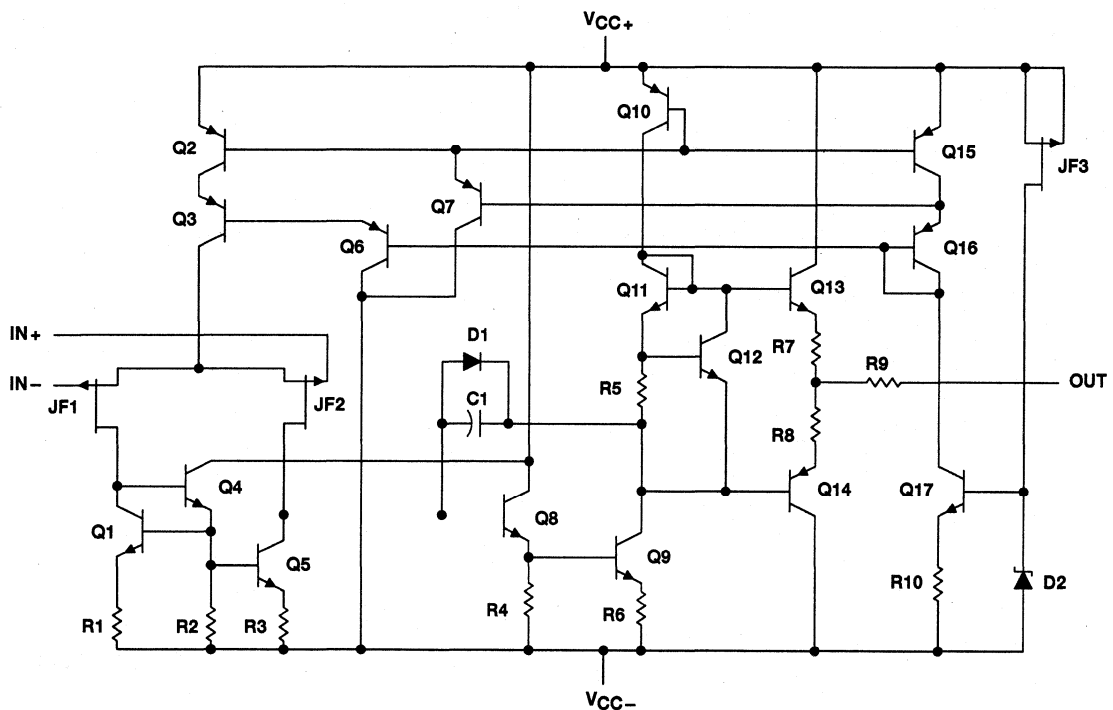 VCC+
Q10
Q2
Q15
JF3
Q3
Q7
Q6
Q16
Q11
Q13
IN+
D1
Q12
R7
R9
IN−
OUT
JF1
JF2
C1
R5
R8
Q4
Q14
Q17
Q1
Q8
Q5
Q9
R10
D2
R1
R2
R3
R4
R6
VCC−